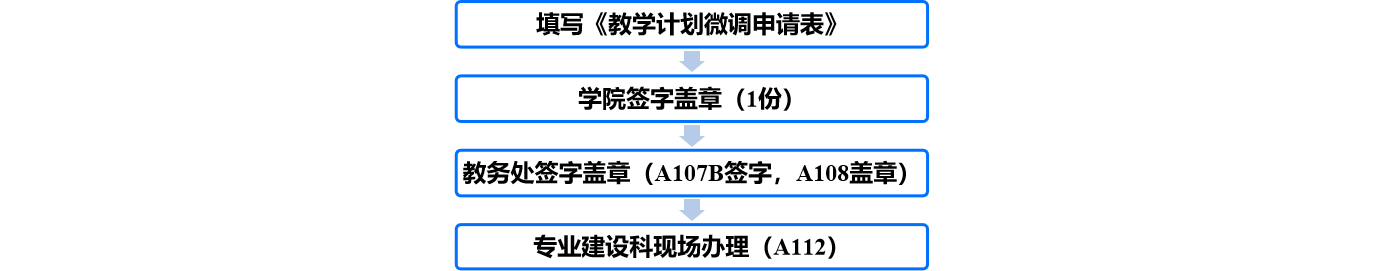 填写《教学计划微调申请表》
学院签字盖章（1份）
教务处签字盖章（A107B签字，A108盖章）
专业建设科现场办理（A112）